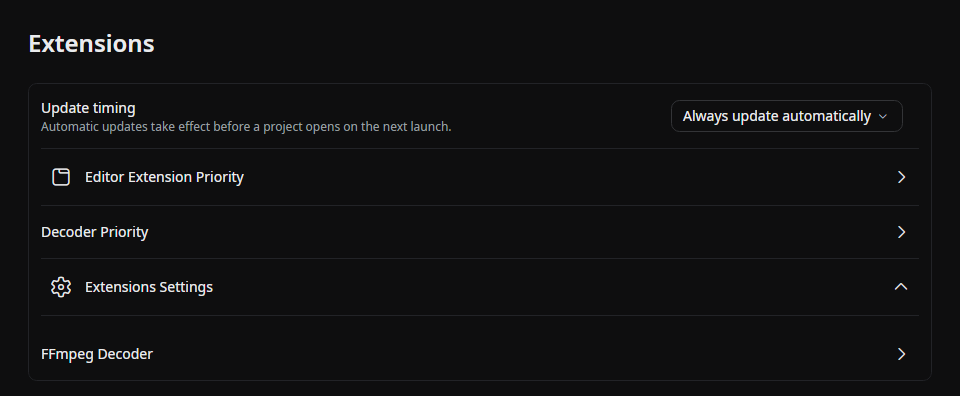 Extensions
Update timing
Automatic updates take effect before a project opens on the next launch.
Always update automatically
Editor Extension Priority
Decoder Priority
Extensions Settings
FFmpeg Decoder